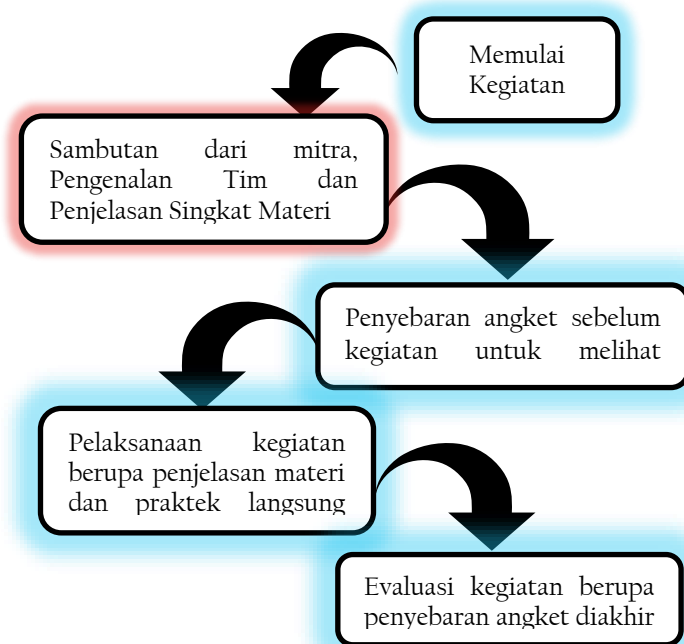 Memulai
Kegiatan
Sambutan dari mitra,
Pengenalan Tim dan
Penjelasan Singkat Materi
Penyebaran angket sebelum
kegiatan untuk melihat
Pelaksanaan kegiatan
berupa penjelasan materi
dan praktek langsung
Evaluasi kegiatan berupa
penyebaran angket diakhir